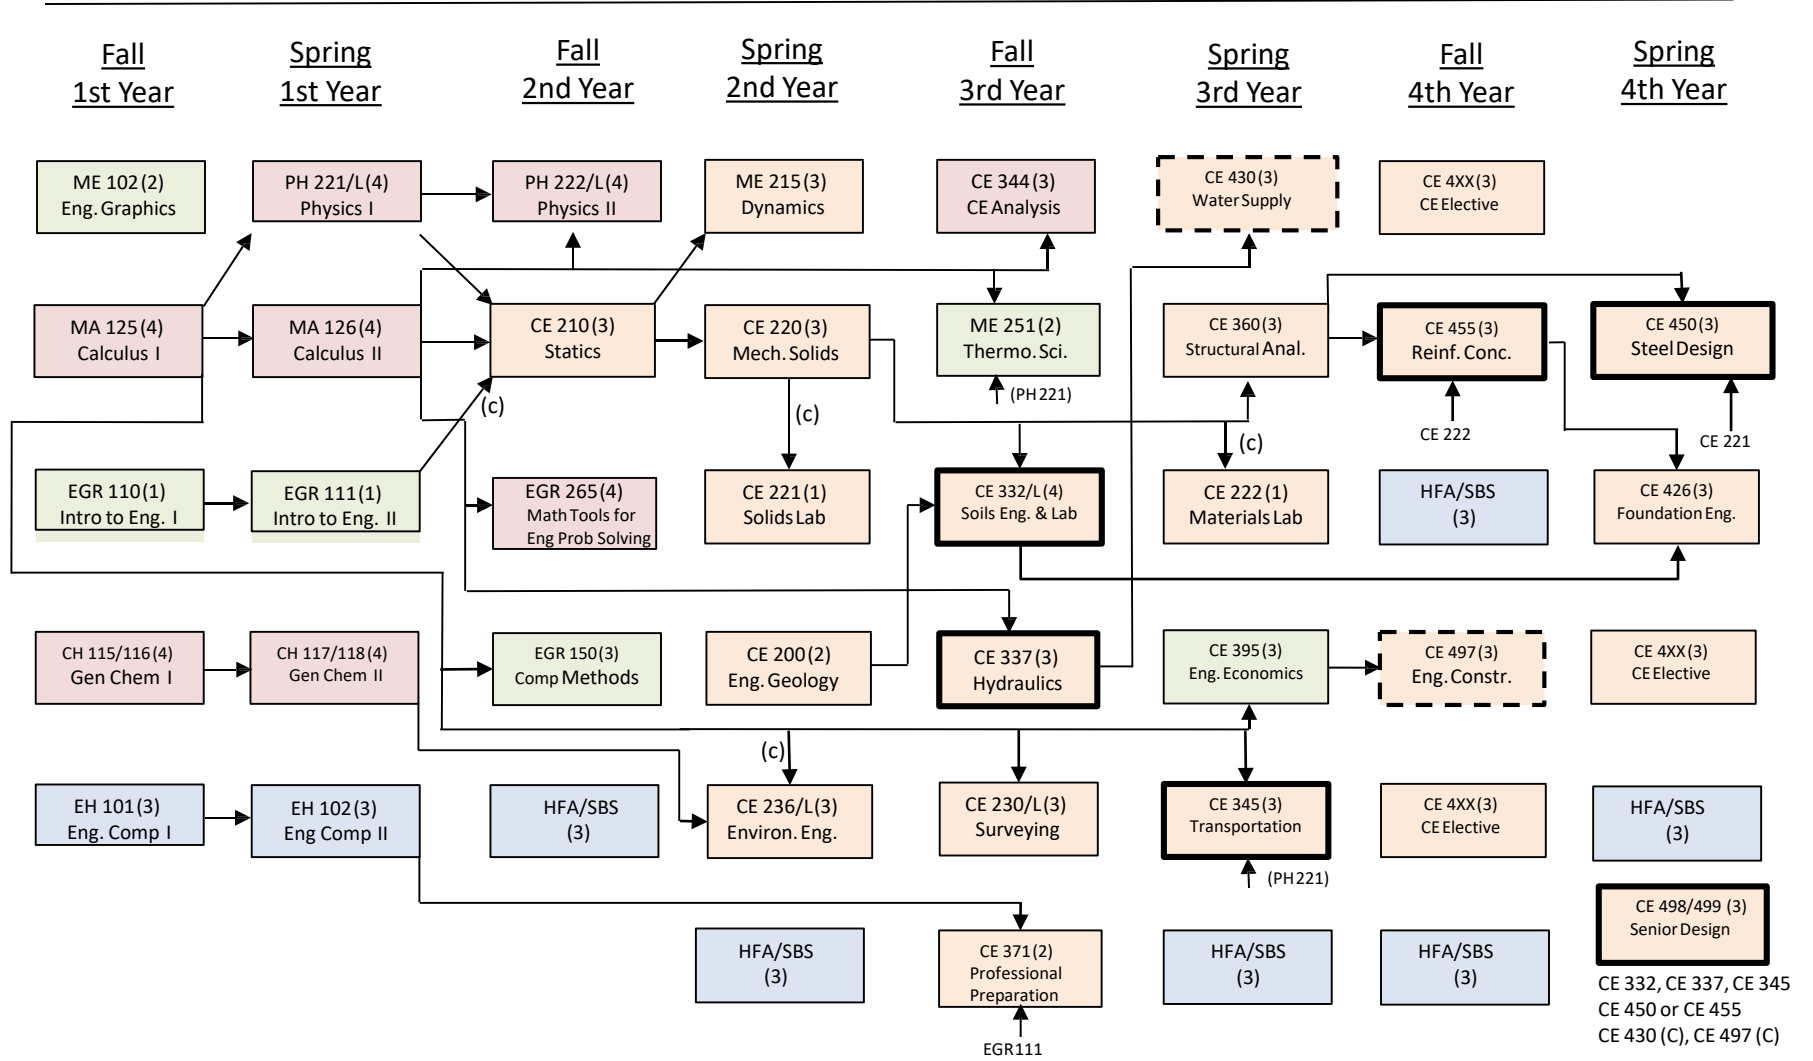 Fall
1st Year
Spring
1st Year
Fall
2nd Year
Spring
2nd Year
Fall
3rd Year
Spring
3rd Year
Fall
4th Year
Spring
4th Year
ME 102 (2)
Eng. Graphics
PH 221/L (4)
Physics I
PH 222/L (4)
Physics II
ME 215 (3)
Dynamics
CE 344 (3)
CE Analysis
CE 430 (3)
Water Supply
CE 4XX (3)
CE Elective
MA 125 (4)
Calculus I
MA 126 (4)
Calculus II
CE 210 (3)
Statics
CE 220 (3)
Mech. Solids
ME 251 (2)
Thermo. Sci.
CE 360 (3)
Structural Anal.
CE 455 (3)
Reinf. Conc.
CE 450 (3)
Steel Design
(c)
(c)
(PH 221)
(c)
CE 222
CE 221
EGR 110 (1)
Intro to Eng. I
EGR 111 (1)
Intro to Eng. II
EGR 265 (4)
Math Tools for
Eng Prob Solving
CE 221 (1)
Solids Lab
CE 332/L (4)
Soils Eng. & Lab
CE 222 (1)
Materials Lab
HFA/SBS
(3)
CE 426 (3)
Foundation Eng.
CH 115/116 (4)
Gen Chem I
CH 117/118 (4)
Gen Chem II
EGR 150 (3)
Comp Methods
CE 200 (2)
Eng. Geology
CE 337 (3)
Hydraulics
CE 395 (3)
Eng. Economics
CE 497 (3)
Eng. Constr.
CE 4XX (3)
CE Elective
(c)
EH 101 (3)
Eng. Comp I
EH 102 (3)
Eng Comp II
HFA/SBS
(3)
CE 236/L (3)
Environ. Eng.
CE 230/L (3)
Surveying
CE 345 (3)
Transportation
CE 4XX (3)
CE Elective
HFA/SBS
(3)
(PH 221)
HFA/SBS
(3)
CE 371 (2)
Professional
Preparation
HFA/SBS
(3)
HFA/SBS
(3)
CE 498/499 (3)
Senior Design
EGR 111
CE 332, CE 337, CE 345
CE 450 or CE 455
CE 430 (C), CE 497 (C)